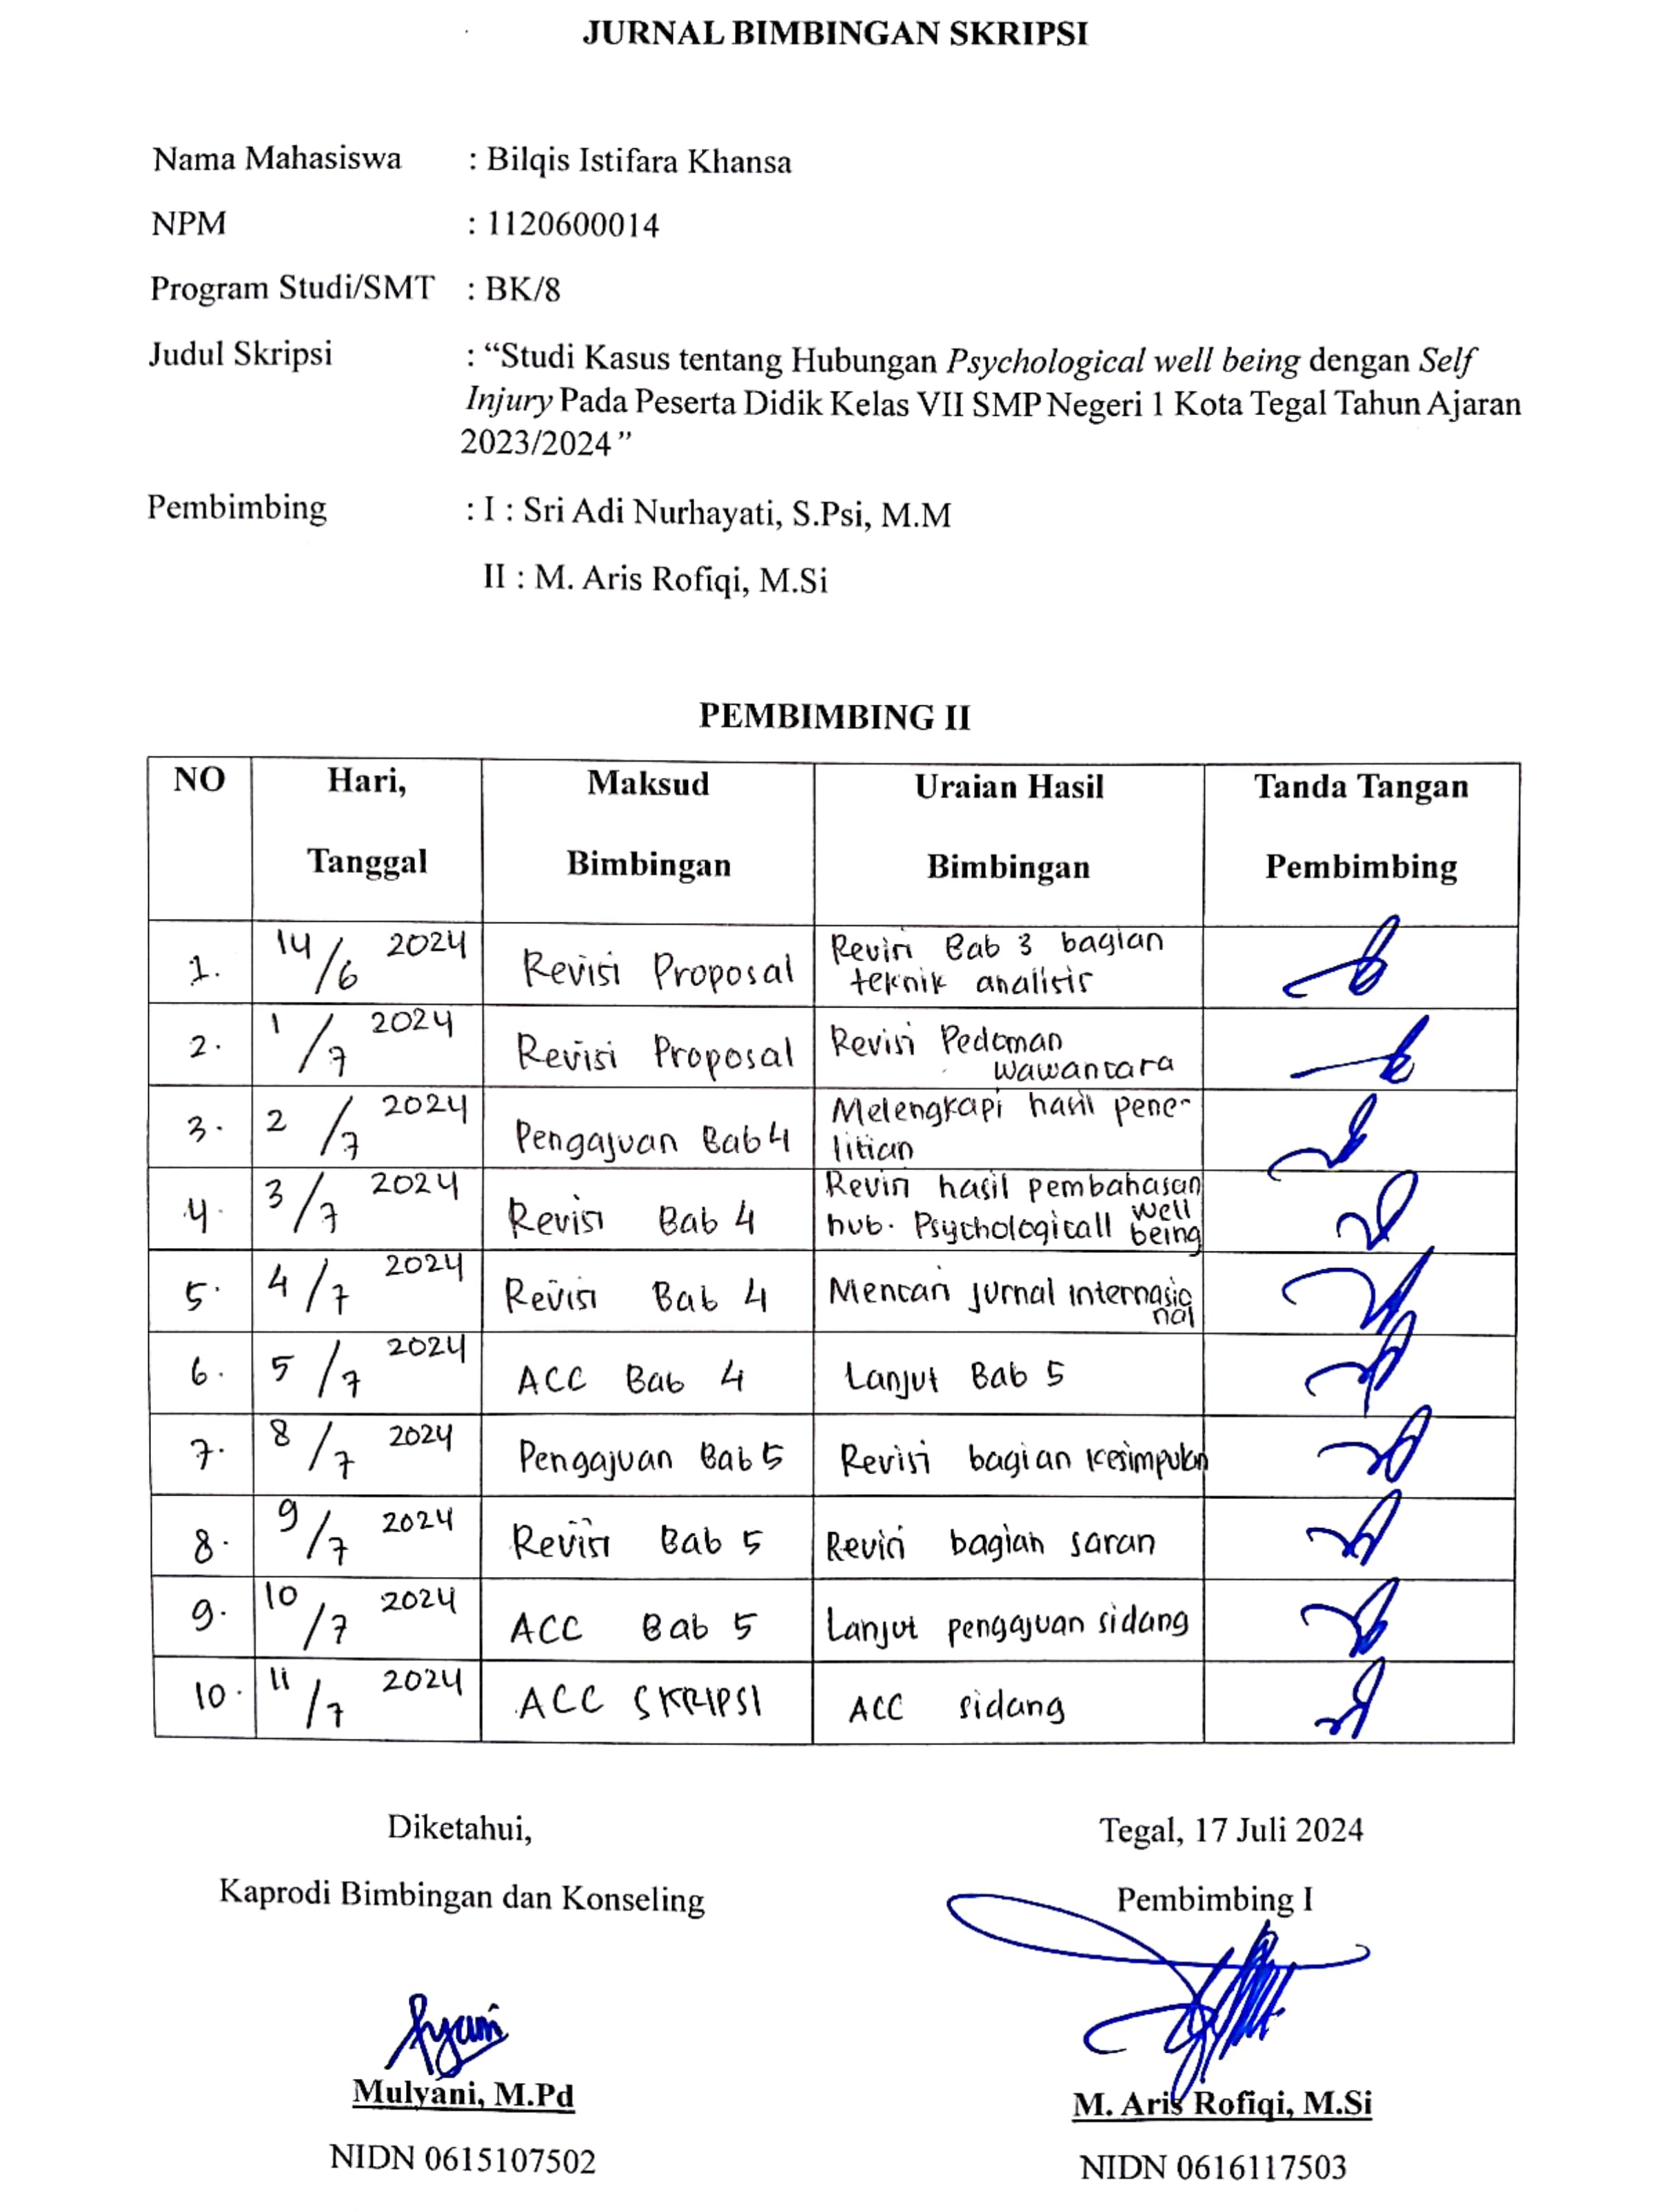 JURNAL BIMBINGAN SKRIPSI
Nama Mahasiswa : Bilqis Istifara Khansa
NPM : 1120600014
Program Studi/SMT : BK/8
Judul Skripsi : “Studi Kasus tentang Hubungan Psychological well being dengan Self
Injury Pada Peserta Didik Kelas VII SMP Negeri 1 Kota Tegal Tahun Ajaran
2023/2024 ”
Pembimbing : I : Sri Adi Nurhayati, S.Psi, M.M
II : M. Aris Rofiqi, M.Si
PEMBIMBING II
NO Hari, Maksud Uraian Hasil Tanda Tangan
Tanggal Bimbingan Bimbingan Pembimbing
1. 14/6 2024 Revisi Proposal Revisi Bab 3 bagian
teknik analisis
2. 1/7 2024 Revisi Proposal Revisi Pedoman
wawancara
3. 2/7 2024 Pengajuan Bab 4 Melengkapi hasil pene-
litian
4. 3/7 2024 Revisi Bab 4 Revisi hasil pembahasan
hub. Psychologicall well
being
5. 4/7 2024 Revisi Bab 4 Mencari jurnal internasio
nal
6. 5/7 2024 ACC Bab 4 Lanjut Bab 5
7. 8/7 2024 Pengajuan Bab 5 Revisi bagian kesimpulan
8. 9/7 2024 Revisi Bab 5 Revisi bagian saran
9. 10/7 2024 ACC Bab 5 Lanjut pengajuan sidang
10. 11/7 2024 ACC SKRIPSI ACC sidang
Diketahui, Tegal, 17 Juli 2024
Kaprodi Bimbingan dan Konseling Pembimbing I
Mulyani, M.Pd M. Aris Rofiqi, M.Si
NIDN 0615107502 NIDN 0616117503